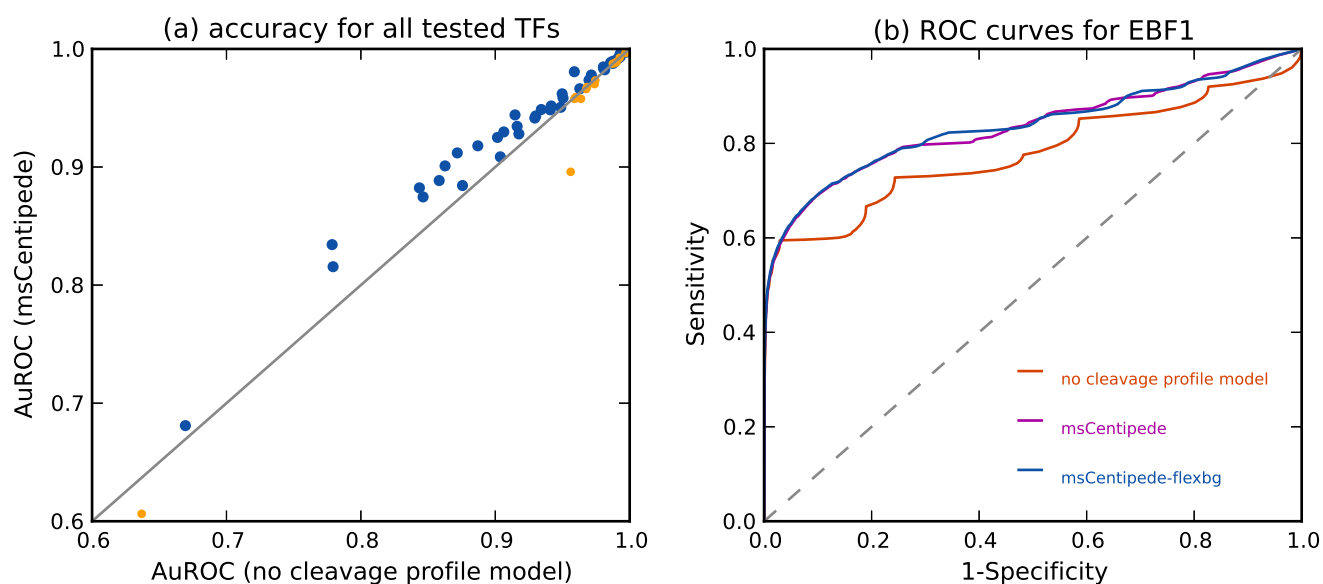 (a) accuracy for all tested TFs
1.0
0.9
0.8
0.7
0.6
AuROC (msCentipede)
0.6 0.7 0.8 0.9 1.0
AuROC (no cleavage profile model)
(b) ROC curves for EBF1
1.0
0.8
0.6
0.4
0.2
0.0
Sensitivity
no cleavage profile model
msCentipede
msCentipede-flexbg
0.0 0.2 0.4 0.6 0.8 1.0
1-Specificity